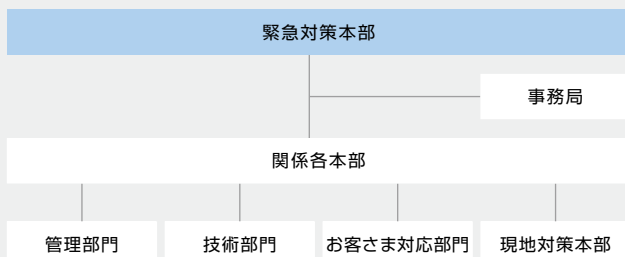 緊急対策本部
事務局
関係各本部
管理部門
技術部門
お客さま対応部門
現地対策本部